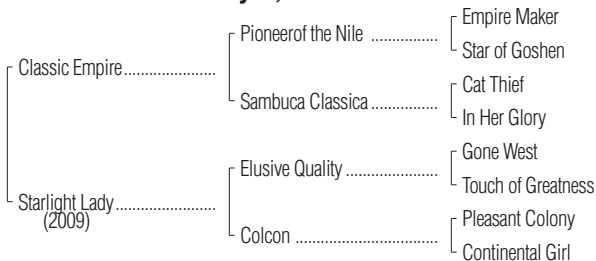 Empire Maker
Pioneerof the Nile ..............
Star of Goshen
Classic Empire...................
Cat Thief
Sambuca Classica..............
In Her Glory
Gone West
Elusive Quality ...................
Touch of Greatness
Starlight Lady.....................
(2009)
Pleasant Colony
Colcon .............................
Continental Girl